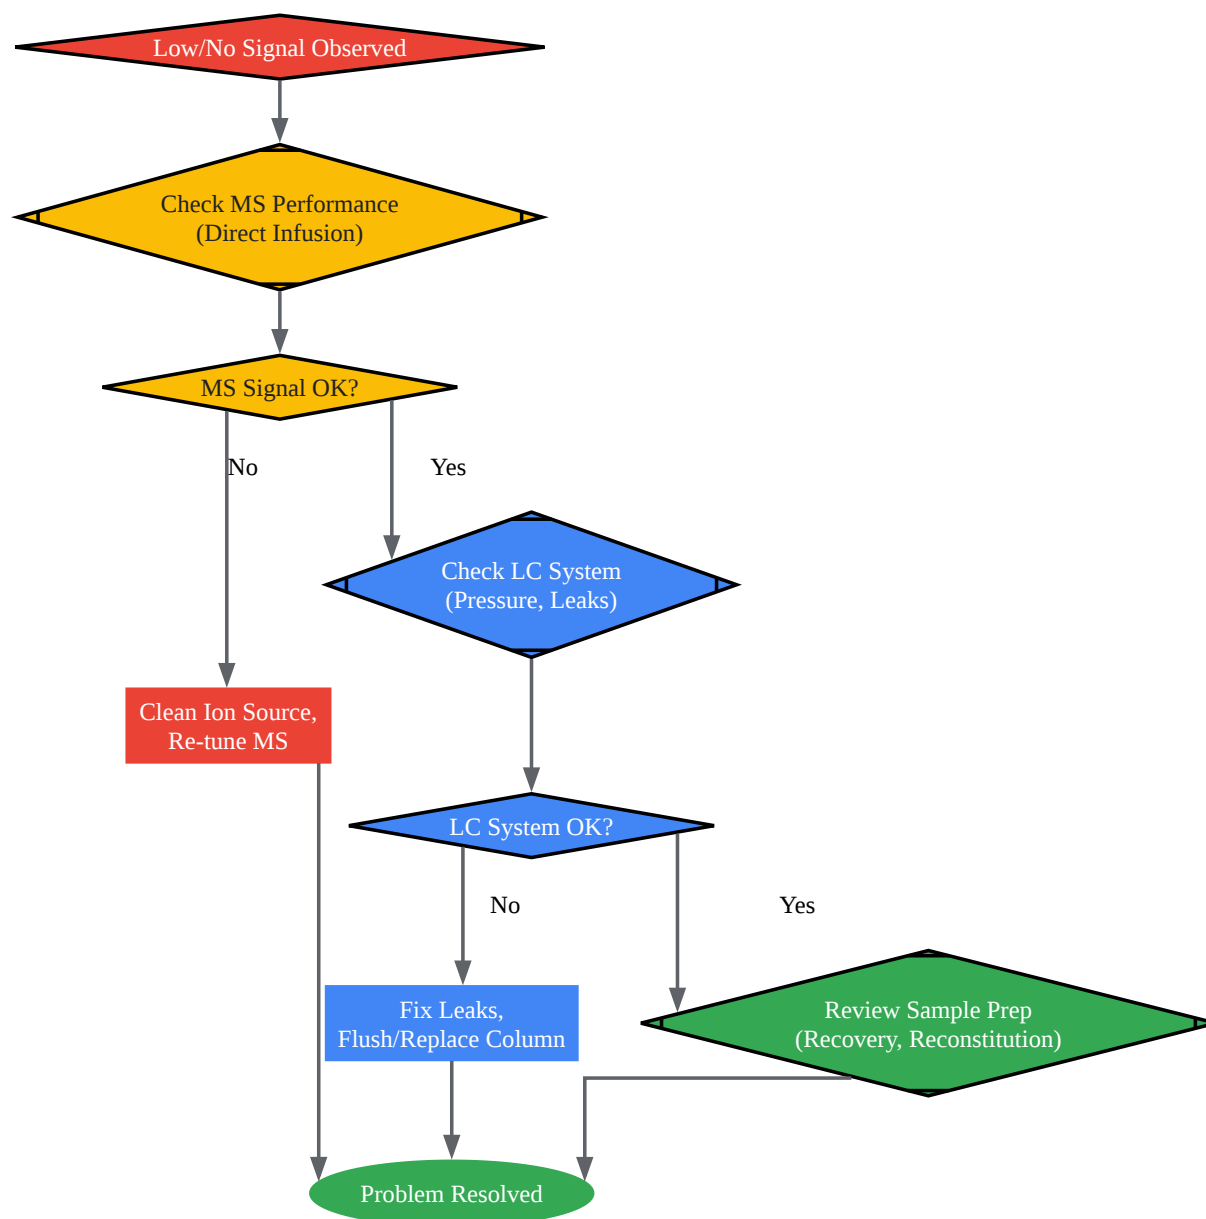 Low/No Signal Observed
Check MS Performance
(Direct Infusion)
MS Signal OK?
No
Yes
Check LC System
(Pressure, Leaks)
Clean Ion Source,
Re-tune MS
LC System OK?
No
Yes
Fix Leaks,
Flush/Replace Column
Review Sample Prep
(Recovery, Reconstitution)
Problem Resolved